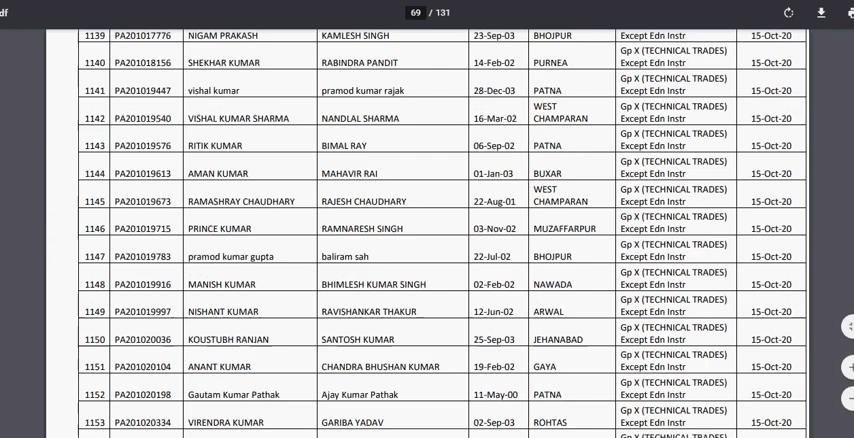 df
69 / 131
1139 PA201017776 NIGAM PRAKASH KAMLESH SINGH 23-Sep-03 BHOJPUR Except Edn Instr 15-Oct-20
Gp X (TECHNICAL TRADES)
1140 PA201018156 SHEKHAR KUMAR RABINDRA PANDIT 14-Feb-02 PURNEA Except Edn Instr 15-Oct-20
Gp X (TECHNICAL TRADES)
1141 PA201019447 vishal kumar pramod kumar rajak 28-Dec-03 PATNA Except Edn Instr 15-Oct-20
WEST Gp X (TECHNICAL TRADES)
1142 PA201019540 VISHAL KUMAR SHARMA NANDLAL SHARMA 16-Mar-02 CHAMPARAN Except Edn Instr 15-Oct-20
Gp X (TECHNICAL TRADES)
1143 PA201019576 RITIK KUMAR BIMAL RAY 06-Sep-02 PATNA Except Edn Instr 15-Oct-20
Gp X (TECHNICAL TRADES)
1144 PA201019613 AMAN KUMAR MAHAVIR RAI 01-Jan-03 BUXAR Except Edn Instr 15-Oct-20
WEST Gp X (TECHNICAL TRADES)
1145 PA201019673 RAMASHRAY CHAUDHARY RAJESH CHAUDHARY 22-Aug-01 CHAMPARAN Except Edn Instr 15-Oct-20
Gp X (TECHNICAL TRADES)
1146 PA201019715 PRINCE KUMAR RAMNARESH SINGH 03-Nov-02 MUZAFFARPUR Except Edn Instr 15-Oct-20
Gp X (TECHNICAL TRADES)
1147 PA201019783 pramod kumar gupta baliram sah 22-Jul-02 BHOJPUR Except Edn Instr 15-Oct-20
Gp X (TECHNICAL TRADES)
1148 PA201019916 MANISH KUMAR BHIMLESH KUMAR SINGH 02-Feb-02 NAWADA Except Edn Instr 15-Oct-20
Gp X (TECHNICAL TRADES)
1149 PA201019997 NISHANT KUMAR RAVISHANKAR THAKUR 12-Jun-02 ARWAL Except Edn Instr 15-Oct-20
Gp X (TECHNICAL TRADES)
1150 PA201020036 KOUSTUBH RANJAN SANTOSH KUMAR 25-Sep-03 JEHANABAD Except Edn Instr 15-Oct-20
Gp X (TECHNICAL TRADES)
1151 PA201020104 ANANT KUMAR CHANDRA BHUSHAN KUMAR 19-Feb-02 GAYA Except Edn Instr 15-Oct-20
Gp X (TECHNICAL TRADES)
1152 PA201020198 Gautam Kumar Pathak Ajay Kumar Pathak 11-May-00 PATNA Except Edn Instr 15-Oct-20
Gp X (TECHNICAL TRADES)
1153 PA201020334 VIRENDRA KUMAR GARIBA YADAV 02-Sep-03 ROHTAS Except Edn Instr 15-Oct-20
Gp X (TECHNICAL TRADES)